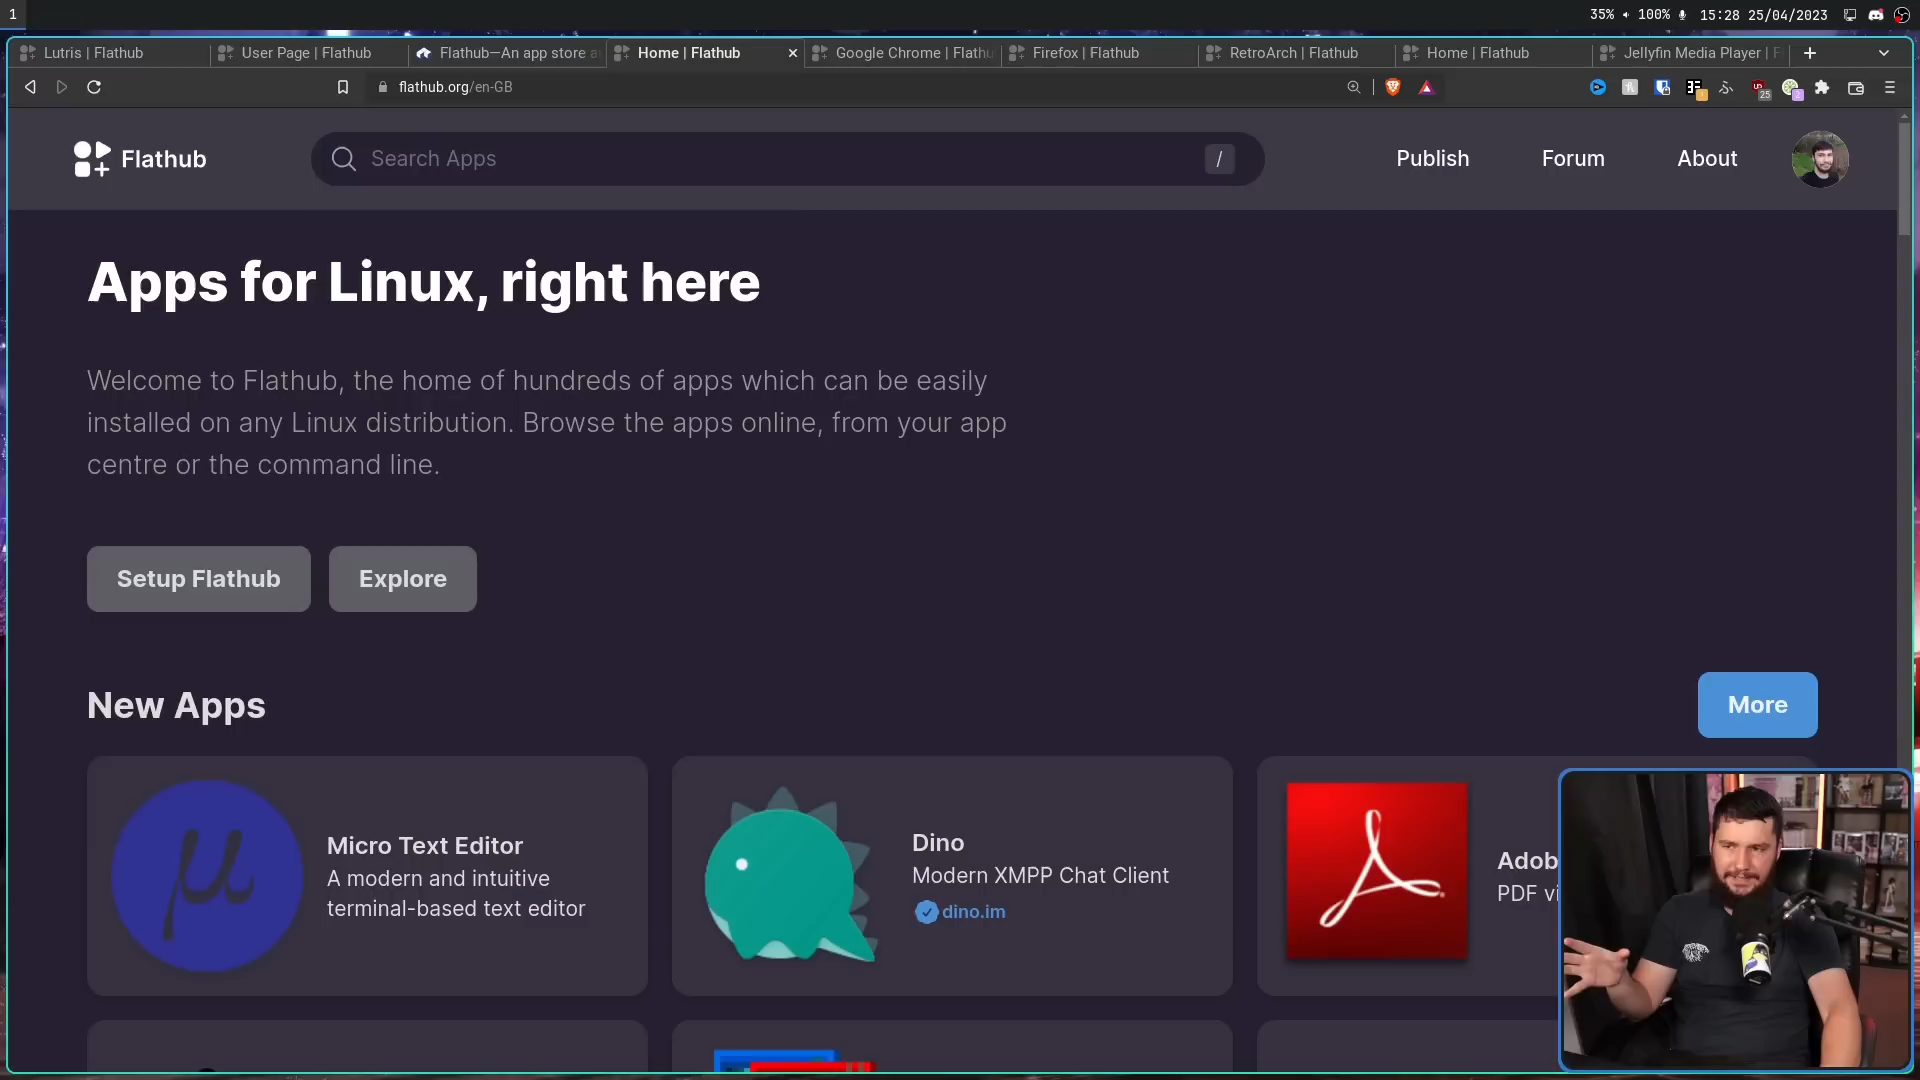 1
35% 100% 15:28 25/04/2023
Lutris | Flathub
User Page | Flathub
Flathub—An app store a
Home | Flathub
Google Chrome | Flathu
Firefox | Flathub
RetroArch | Flathub
Home | Flathub
Jellyfin Media Player | F
flathub.org/en-GB
25
2
Flathub
Search Apps
/
Publish
Forum
About
Apps for Linux, right here
Welcome to Flathub, the home of hundreds of apps which can be easily
installed on any Linux distribution. Browse the apps online, from your app
centre or the command line.
Setup Flathub
Explore
New Apps
More
μ
Micro Text Editor
A modern and intuitive
terminal-based text editor
Dino
Modern XMPP Chat Client
dino.im
Adob
PDF vi